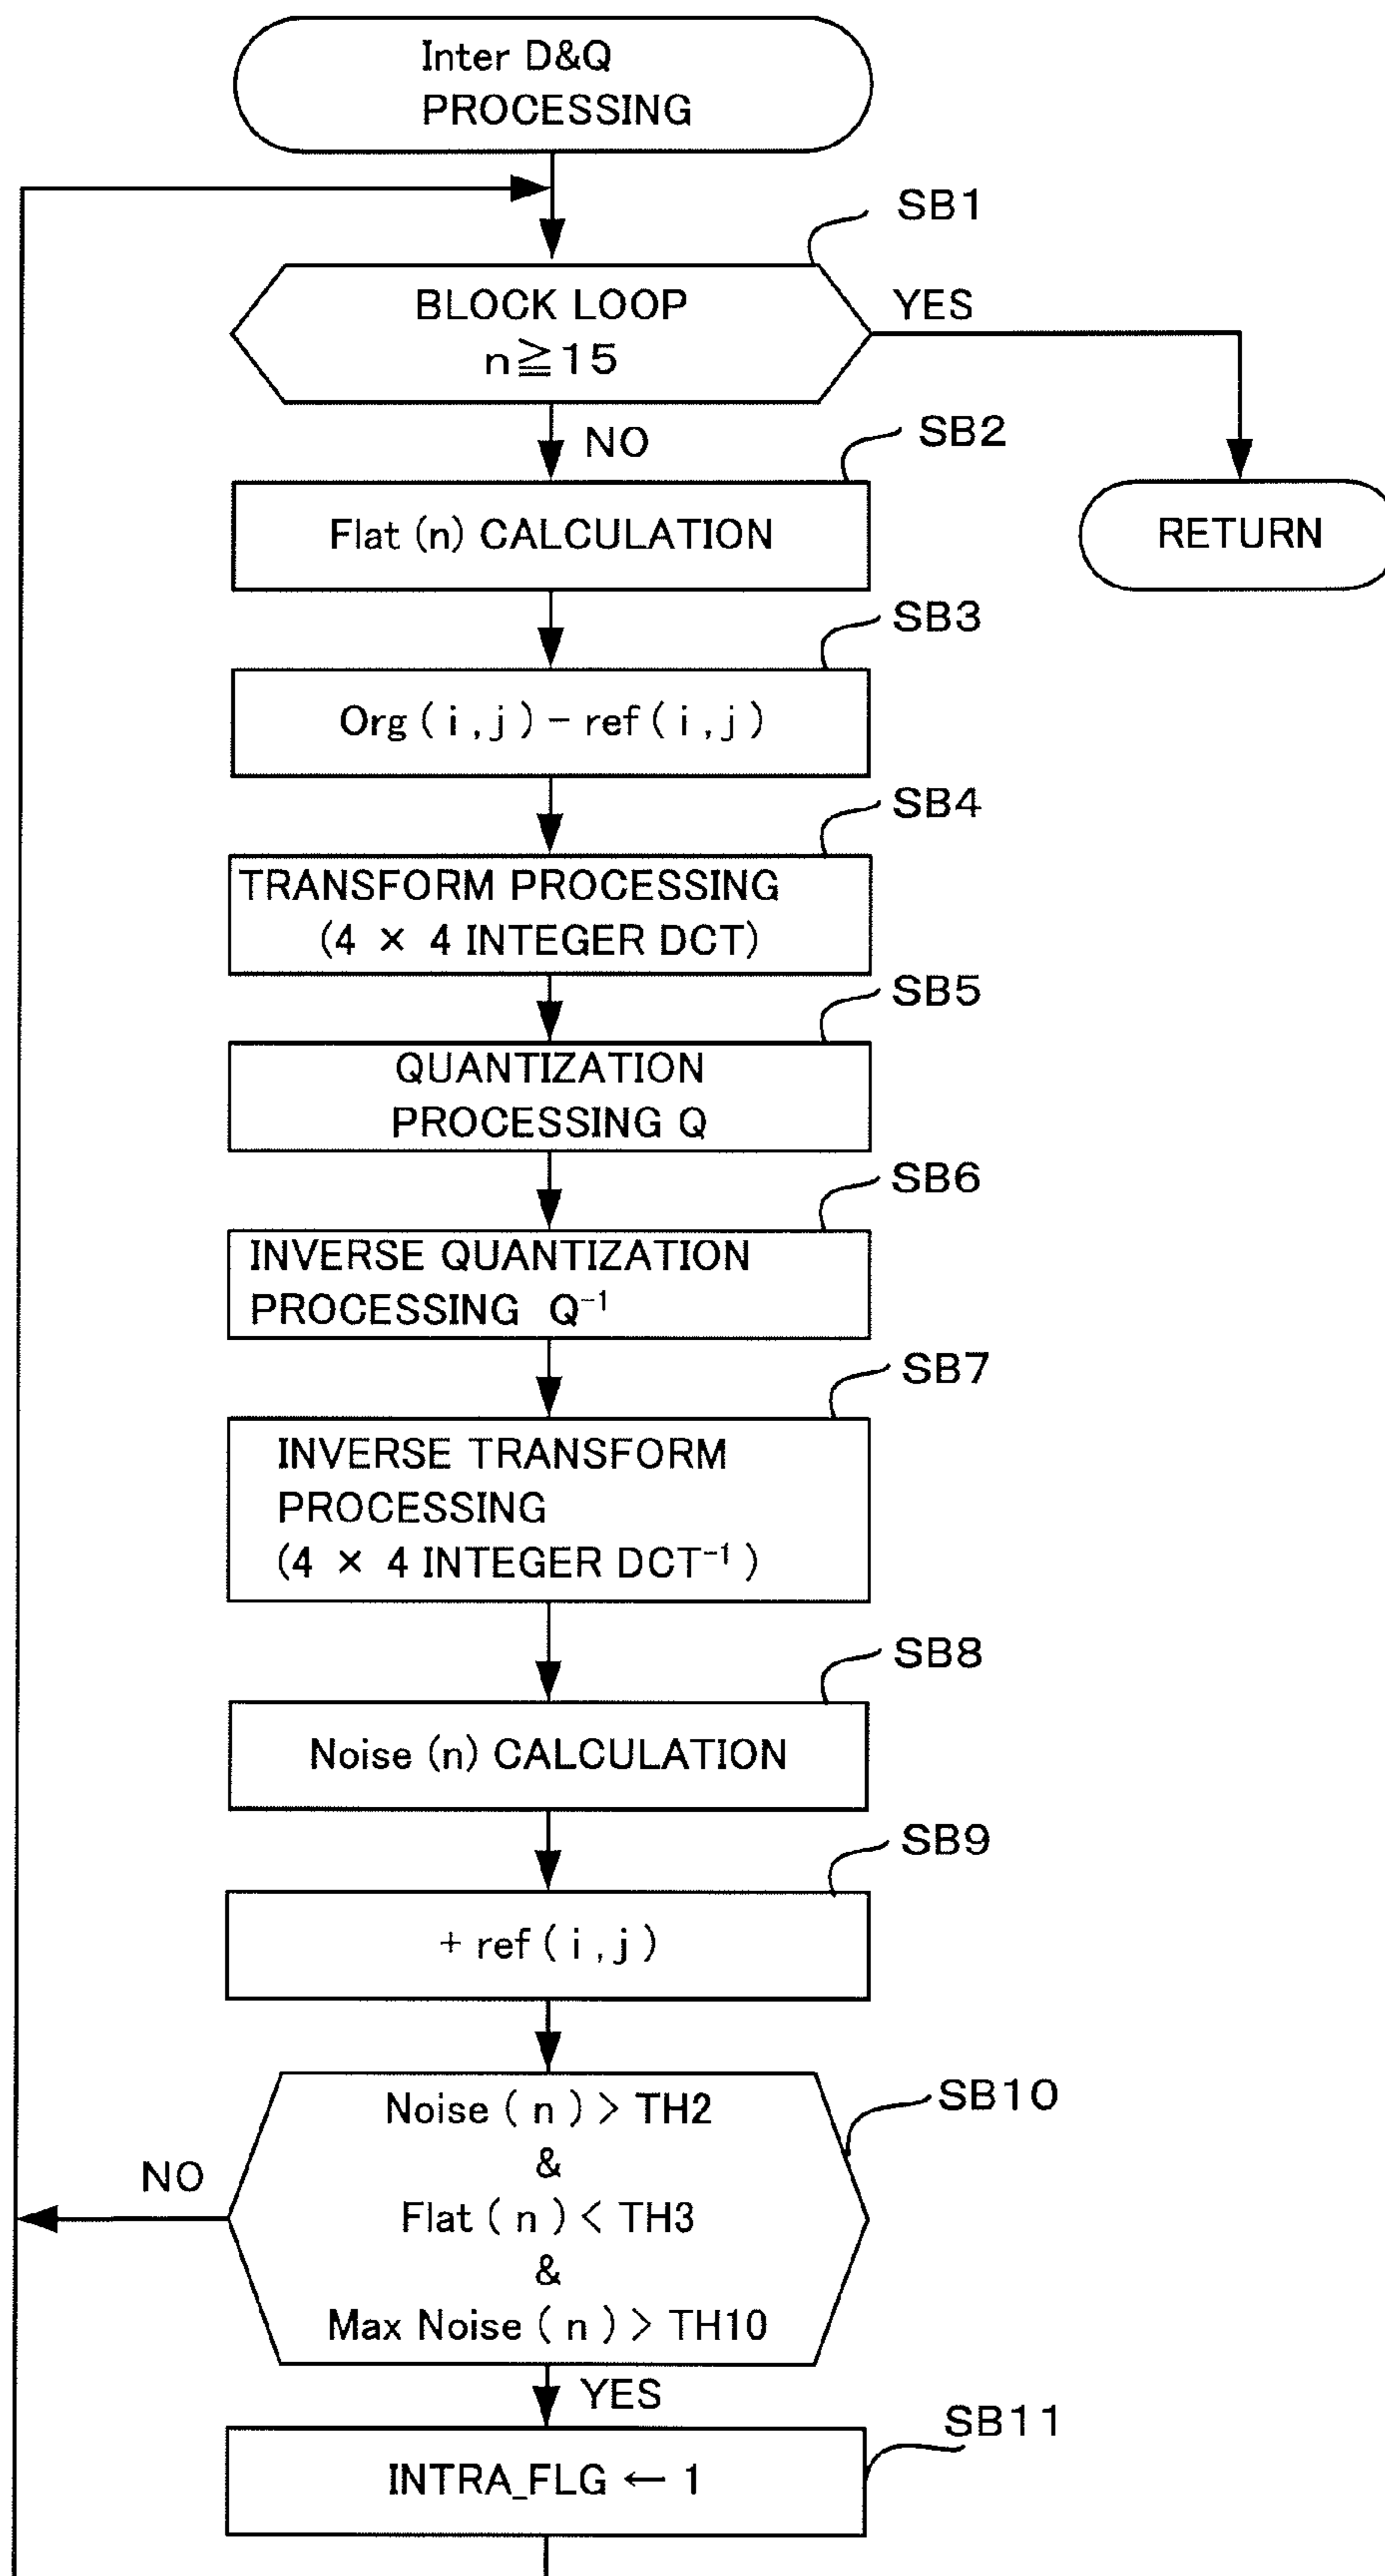 Inter D&Q
PROCESSING
SB1
BLOCK LOOP
n≧15
YES
NO
SB2
Flat (n) CALCULATION
RETURN
SB3
Org ( i , j ) − ref ( i , j )
SB4
TRANSFORM PROCESSING
(4 × 4 INTEGER DCT)
SB5
QUANTIZATION
PROCESSING Q
SB6
INVERSE QUANTIZATION
PROCESSING Q⁻¹
SB7
INVERSE TRANSFORM
PROCESSING
(4 × 4 INTEGER DCT⁻¹ )
SB8
Noise (n) CALCULATION
SB9
+ ref ( i , j )
SB10
Noise ( n ) > TH2
&
Flat ( n ) < TH3
&
Max Noise ( n ) > TH10
NO
YES
SB11
INTRA_FLG ← 1